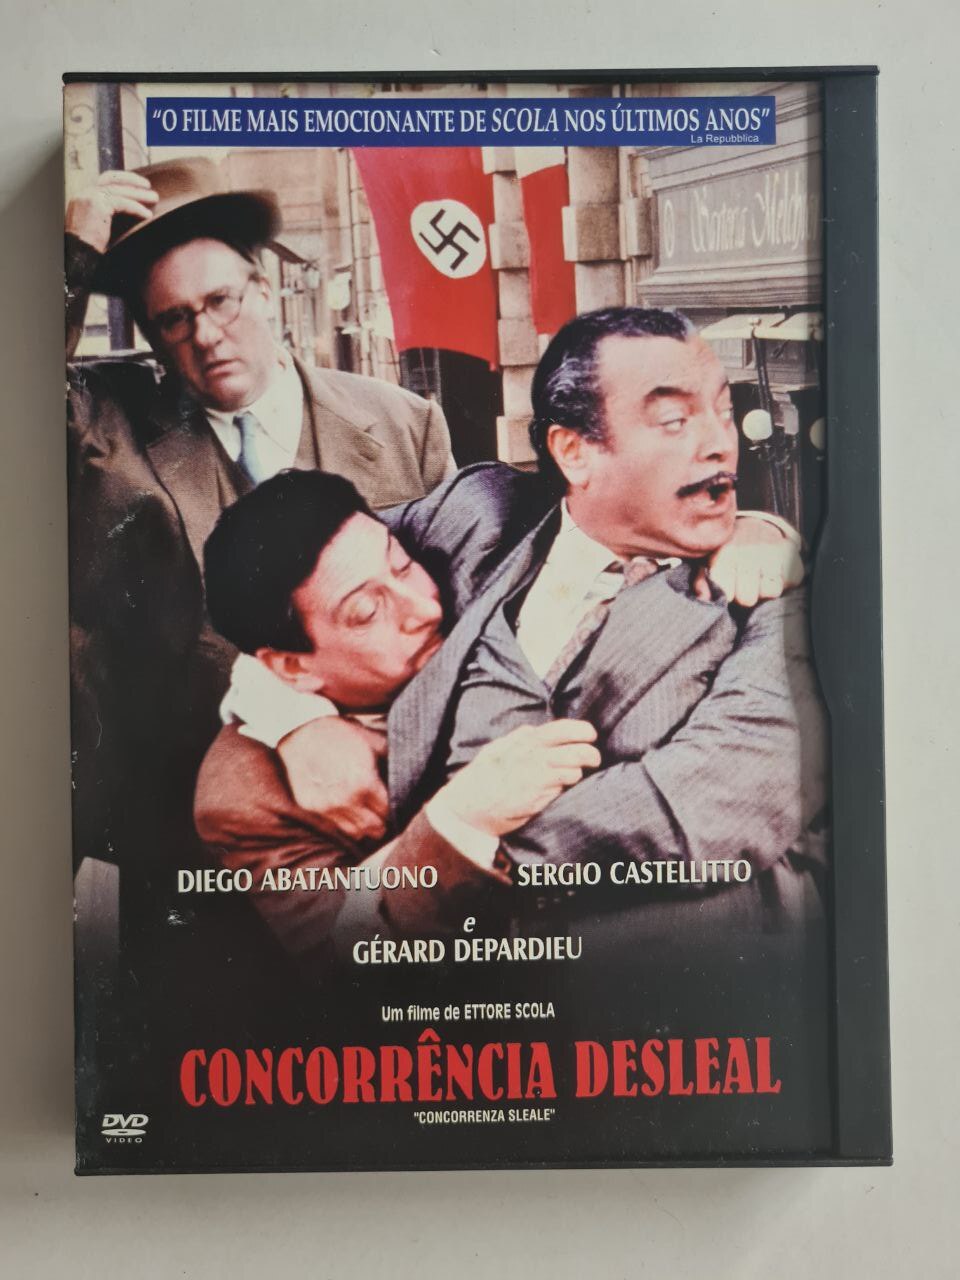 "O FILME MAIS EMOCIONANTE DE SCOLA NOS ÚLTIMOS ANOS"
La Repubblica
DIEGO ABATANTUONO
SERGIO CASTELLITTO
e
GÉRARD DEPARDIEU
Um filme de ETTORE SCOLA
CONCORRÊNCIA DESLEAL
"CONCORRENZA SLEALE"
DVD
VIDEO